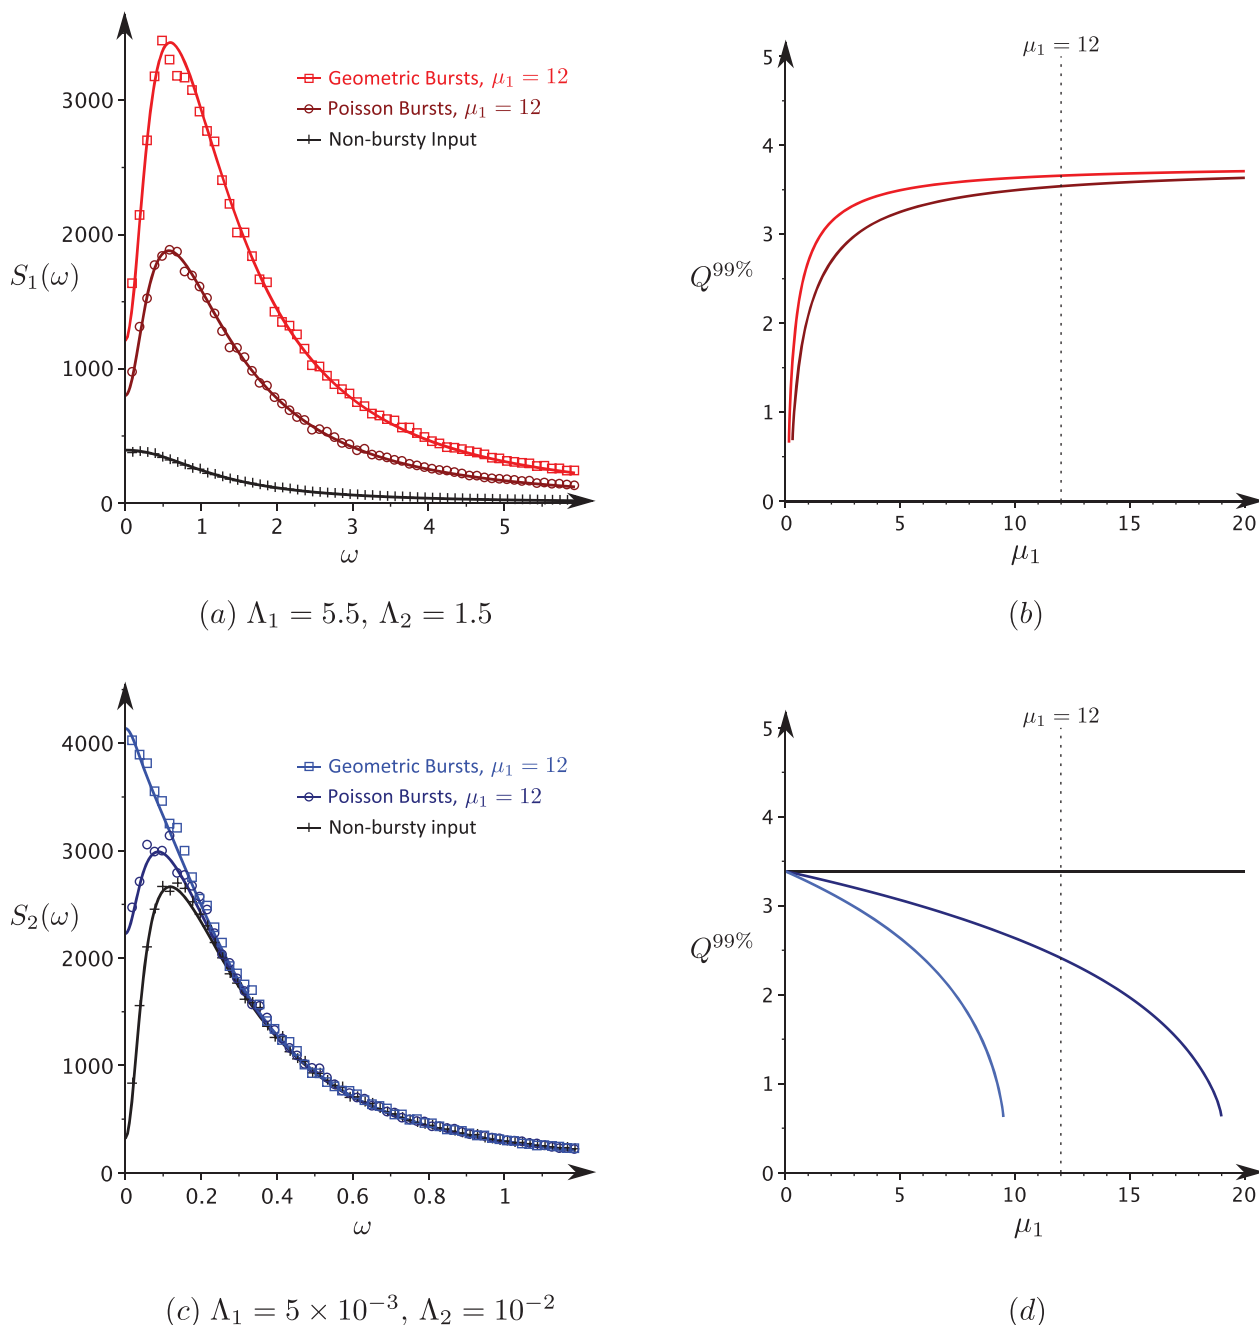 Geometric Bursts, μ₁ = 12
Poisson Bursts, μ₁ = 12
Non-bursty Input
3000
2000
1000
0
S₁(ω)
0 1 2 3 4 5
ω
(a) Λ₁ = 5.5, Λ₂ = 1.5
μ₁ = 12
5
4
3
2
1
0
Q⁹⁹%
0 5 10 15 20
μ₁
(b)
Geometric Bursts, μ₁ = 12
Poisson Bursts, μ₁ = 12
Non-bursty input
4000
3000
2000
1000
0
S₂(ω)
0 0.2 0.4 0.6 0.8 1
ω
(c) Λ₁ = 5 × 10⁻³, Λ₂ = 10⁻²
μ₁ = 12
5
4
3
2
1
0
Q⁹⁹%
0 5 10 15 20
μ₁
(d)